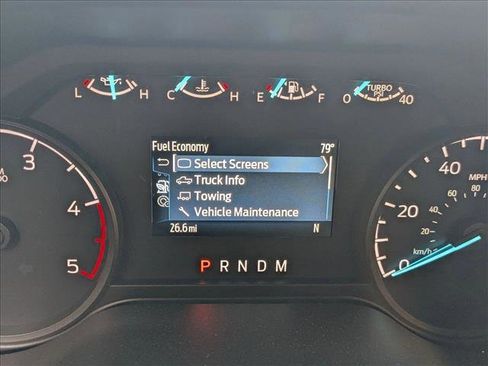 L H C H E F 0 TURBO PSI 40
Fuel Economy 79°
Select Screens
Truck Info
Towing
Vehicle Maintenance
26.6 mi N
P R N D M
3
4
5
40
20
0
MPH
80
60
40
20
km/h